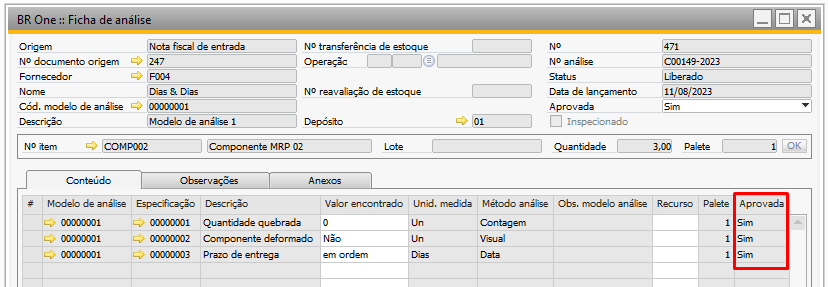 BR One :: Ficha de análise
Origem Nota fiscal de entrada Nº transferência de estoque Nº 471
Nº documento origem 247 Operação Nº análise C00149-2023
Fornecedor F004 Status Liberado
Nome Dias & Dias Nº reavaliação de estoque Data de lançamento 11/08/2023
Cód. modelo de análise 00000001 Aprovada Sim
Descrição Modelo de análise 1 Depósito 01 Inspecionado
Nº item COMP002 Componente MRP 02 Lote Quantidade 3,00 Palete 1 OK
Conteúdo Observações Anexos
# Modelo de análise Especificação Descrição Valor encontrado Unid. medida Método análise Obs. modelo análise Recurso Palete Aprovada
00000001 00000001 Quantidade quebrada 0 Un Contagem 1 Sim
00000001 00000002 Componente deformado Não Un Visual 1 Sim
00000001 00000003 Prazo de entrega em ordem Dias Data 1 Sim